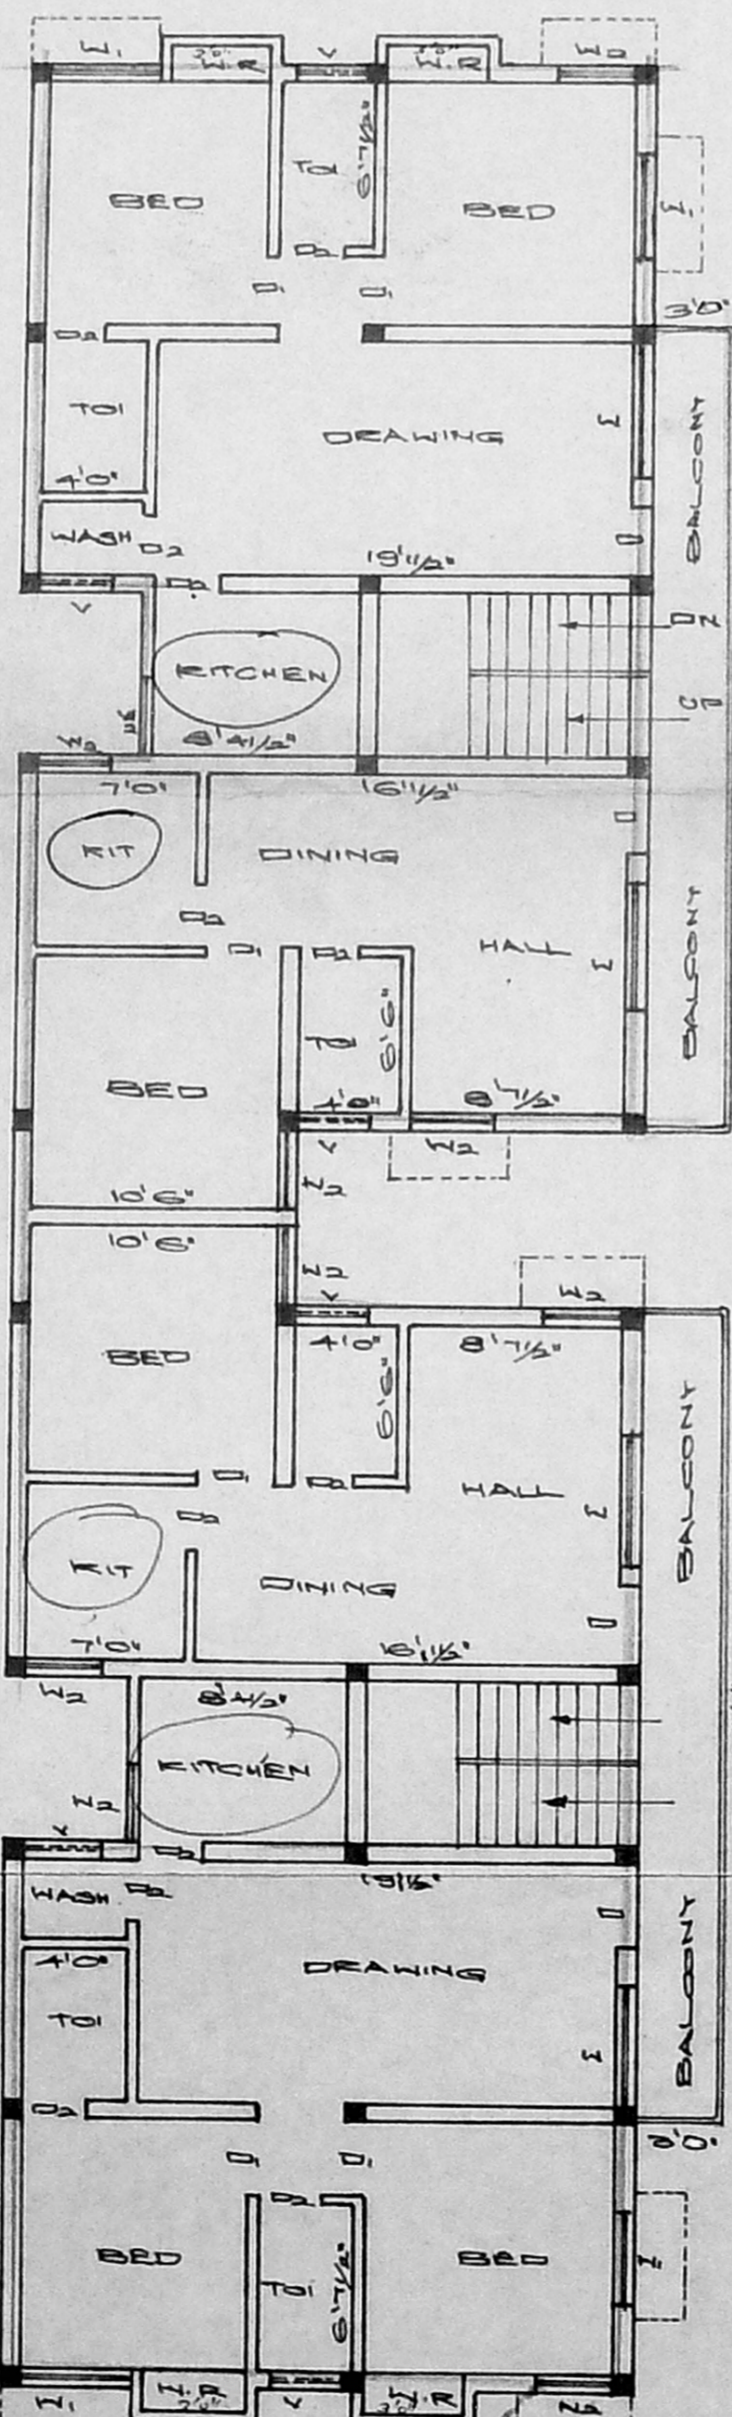 W1
V
W2
3'0"
W.R
3'0"
W.R
TOI
6'7½"
BED
BED
W1
D2
D1
D1
3'0"
D2
TOI
DRAWING
W
BALCONY
4'0"
WASH
D2
19'1½"
D
V
D2
DN
KITCHEN
UP
W2
W2
8'4½"
7'0"
16'1½"
D
KIT
DINING
D2
D1
D2
HALL
W
BALCONY
TOI
6'6"
BED
4'0"
8'7½"
V
W2
W2
10'6"
10'6"
W2
V
W2
4'0"
8'7½"
BED
6'6"
BALCONY
D1
D2
HALL
D2
W
KIT
DINING
D
7'0"
16'1½"
W2
8'4½"
KITCHEN
W2
V
D2
19'1½"
WASH
D2
D
4'0"
DRAWING
BALCONY
TOI
W
D2
3'0"
D1
D1
D2
BED
BED
W1
TOI
6'7½"
W1
W.R
3'0"
V
W.R
3'0"
W2